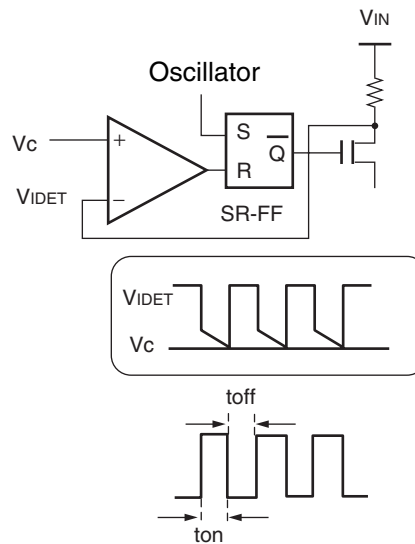 VIN
Oscillator
Vc
+
S
Q
R
VIDET
−
SR-FF
VIDET
Vc
toff
ton